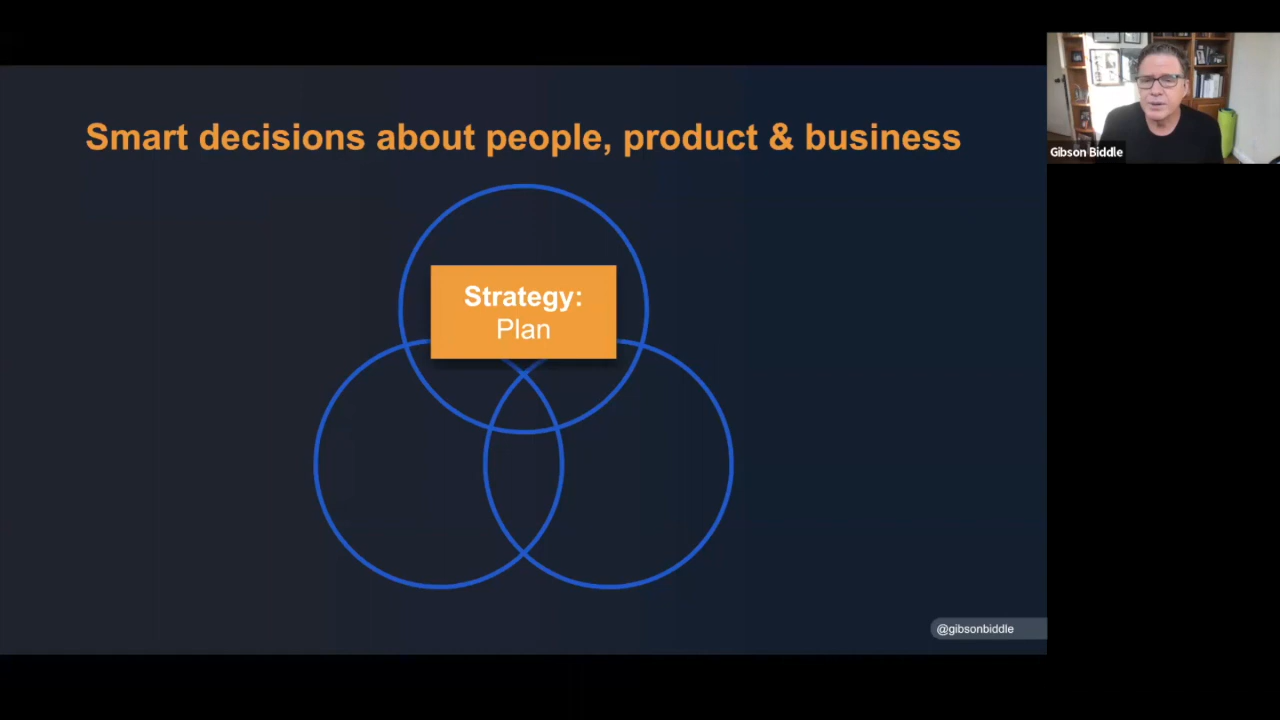 Smart decisions about people, product & business
Gibson Biddle
Strategy:
Plan
@gibsonbiddle